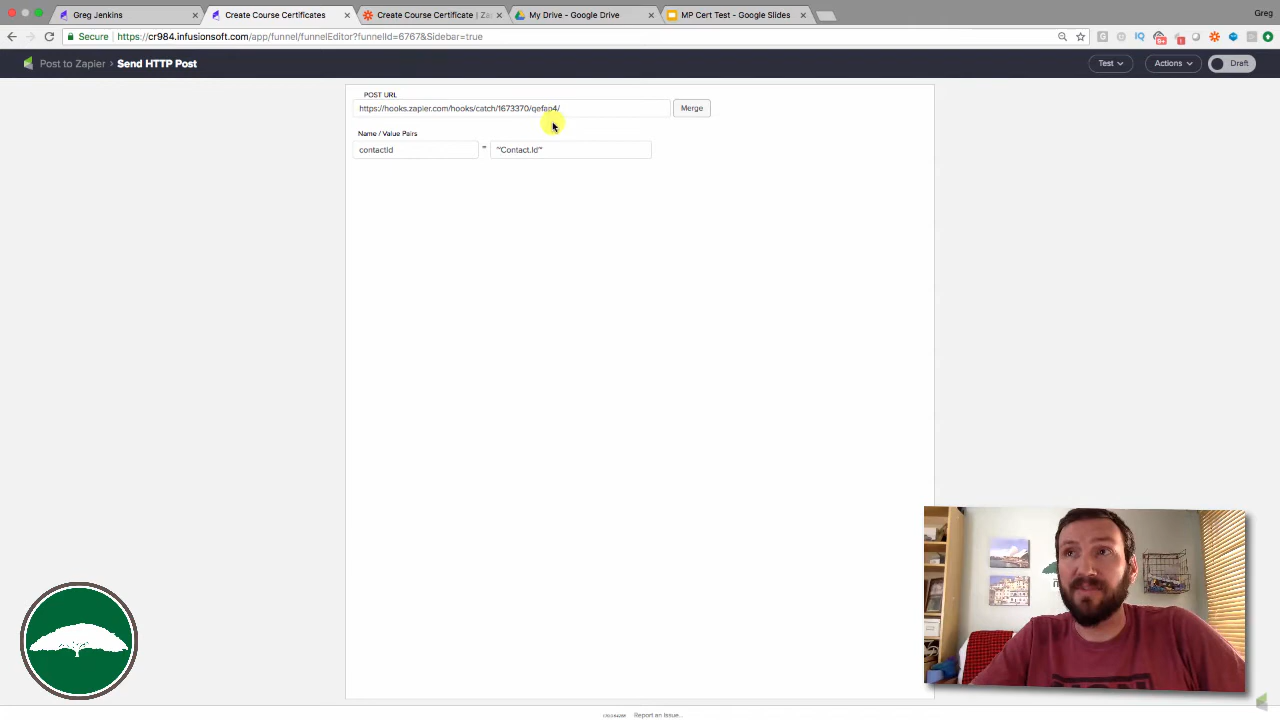 Greg Jenkins
Create Course Certificates
Create Course Certificate | Za
My Drive - Google Drive
MP Cert Test - Google Slides
Greg
Secure
https://cr984.infusionsoft.com/app/funnel/funnelEditor?funnelId=6767&Sidebar=true
Post to Zapier › Send HTTP Post
Test
Actions
Draft
POST URL
https://hooks.zapier.com/hooks/catch/1673370/qefap4/
Merge
Name / Value Pairs
contactId = ~Contact.Id~
Report an Issue...